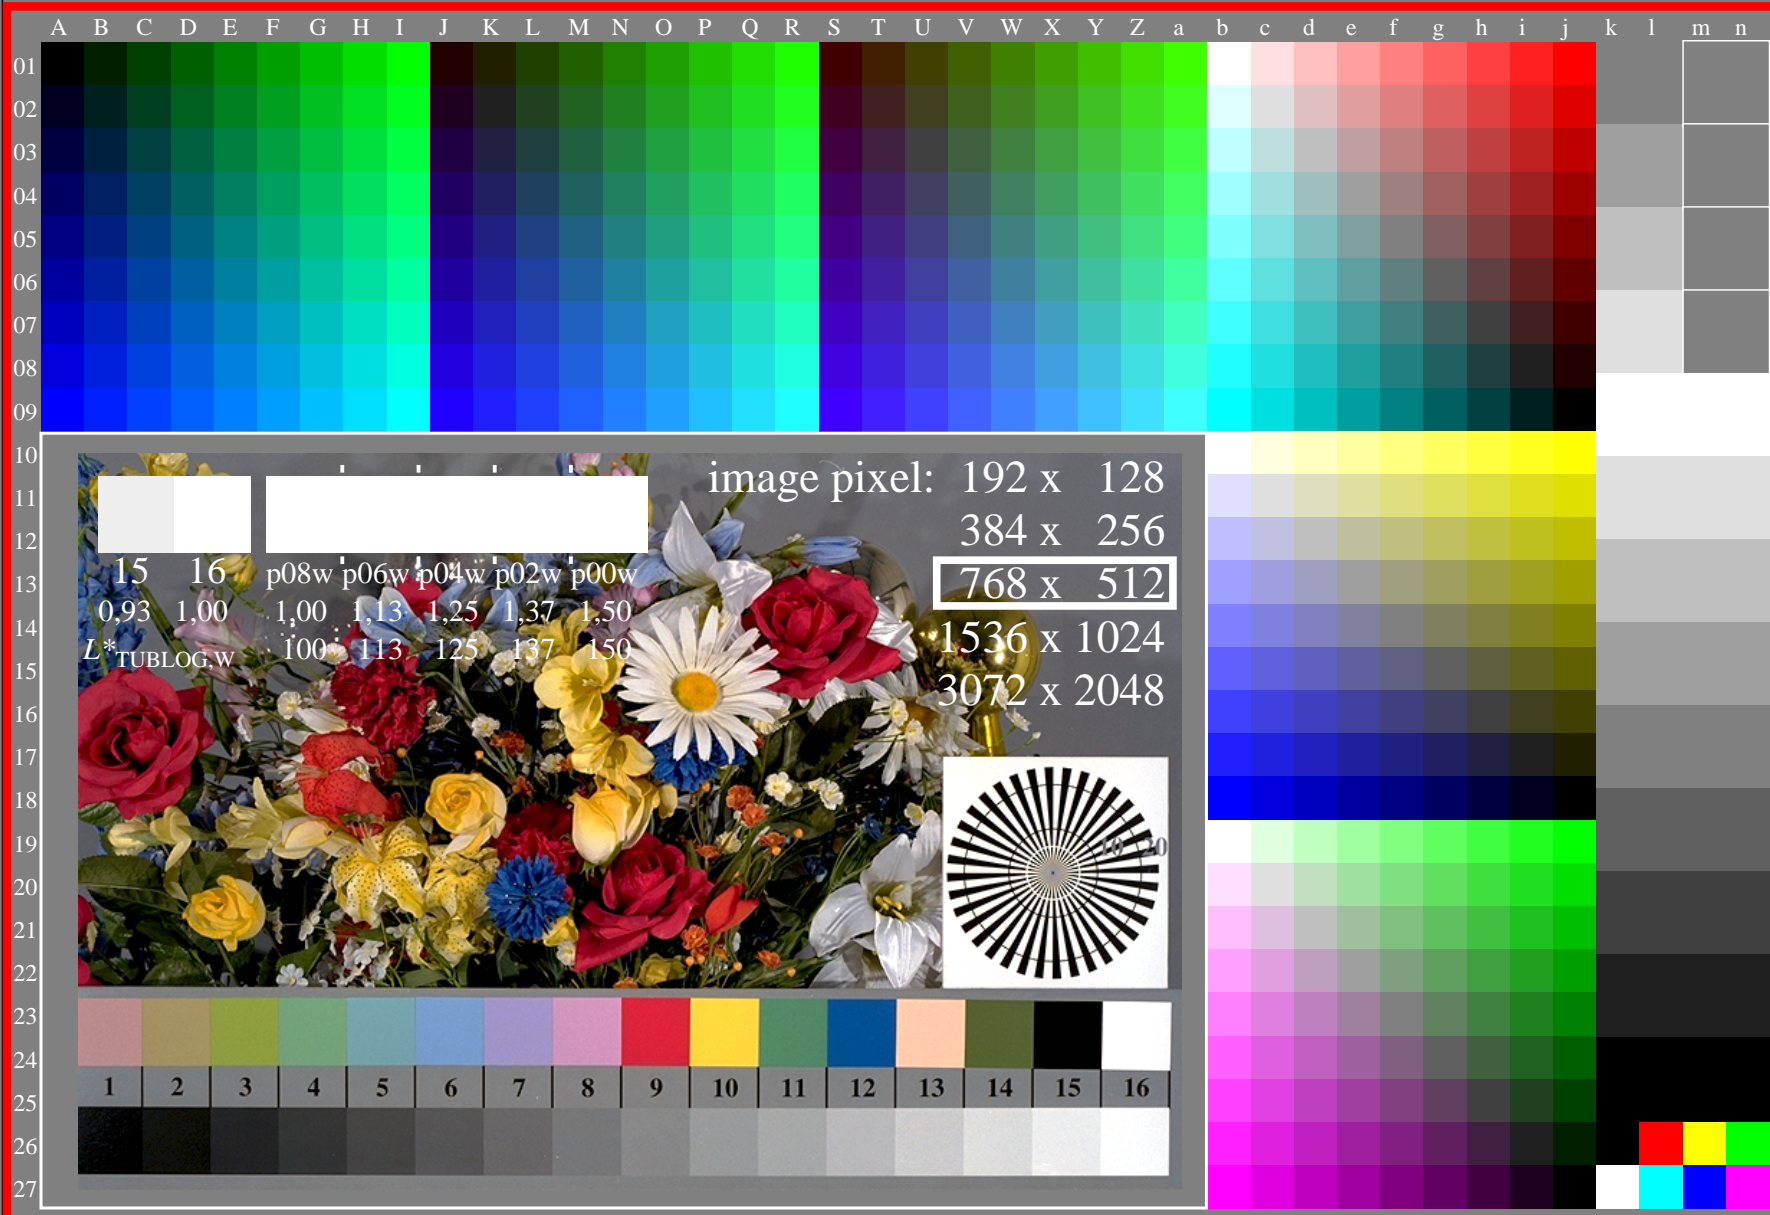 A B C D E F G H I J K L M N O P Q R S T U V W X Y Z a b c d e f g h i j k l m n
01
02
03
04
05
06
07
08
09
10
11
12
13
14
15
16
17
18
19
20
21
22
23
24
25
26
27
image pixel: 192 x 128
384 x 256
768 x 512
1536 x 1024
3072 x 2048
15 16 p08w p06w p04w p02w p00w
0,93 1,00 1,00 1,13 1,25 1,37 1,50
L*TUBLOG,W 100 113 125 137 150
10 20
1 2 3 4 5 6 7 8 9 10 11 12 13 14 15 16